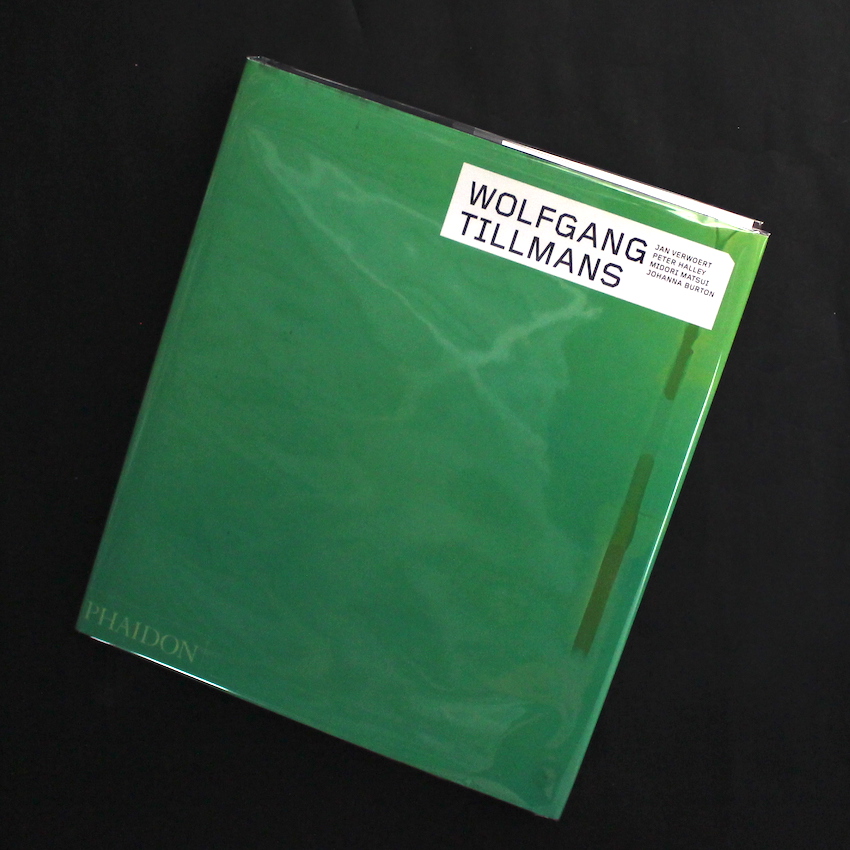 WOLFGANG
TILLMANS
JAN VERWOERT
PETER HALLEY
MIDORI MATSUI
JOHANNA BURTON
PHAIDON